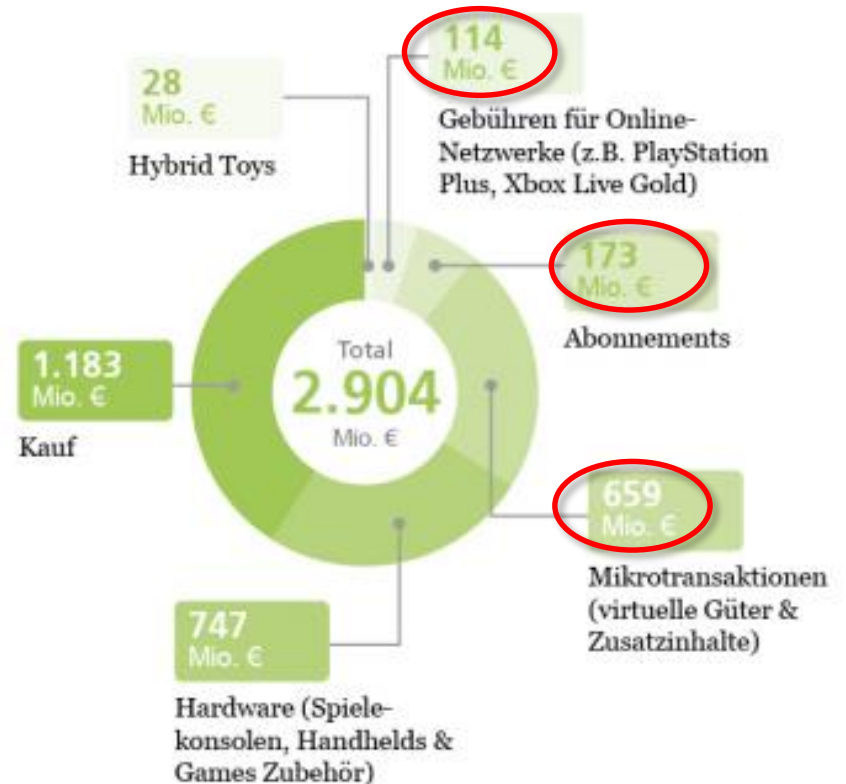 114
Mio. €
Gebühren für Online-
Netzwerke (z.B. PlayStation
Plus, Xbox Live Gold)
28
Mio. €
Hybrid Toys
173
Mio. €
Abonnements
Total
2.904
Mio. €
1.183
Mio. €
Kauf
659
Mio. €
Mikrotransaktionen
(virtuelle Güter &
Zusatzinhalte)
747
Mio. €
Hardware (Spiele-
konsolen, Handhelds &
Games Zubehör)